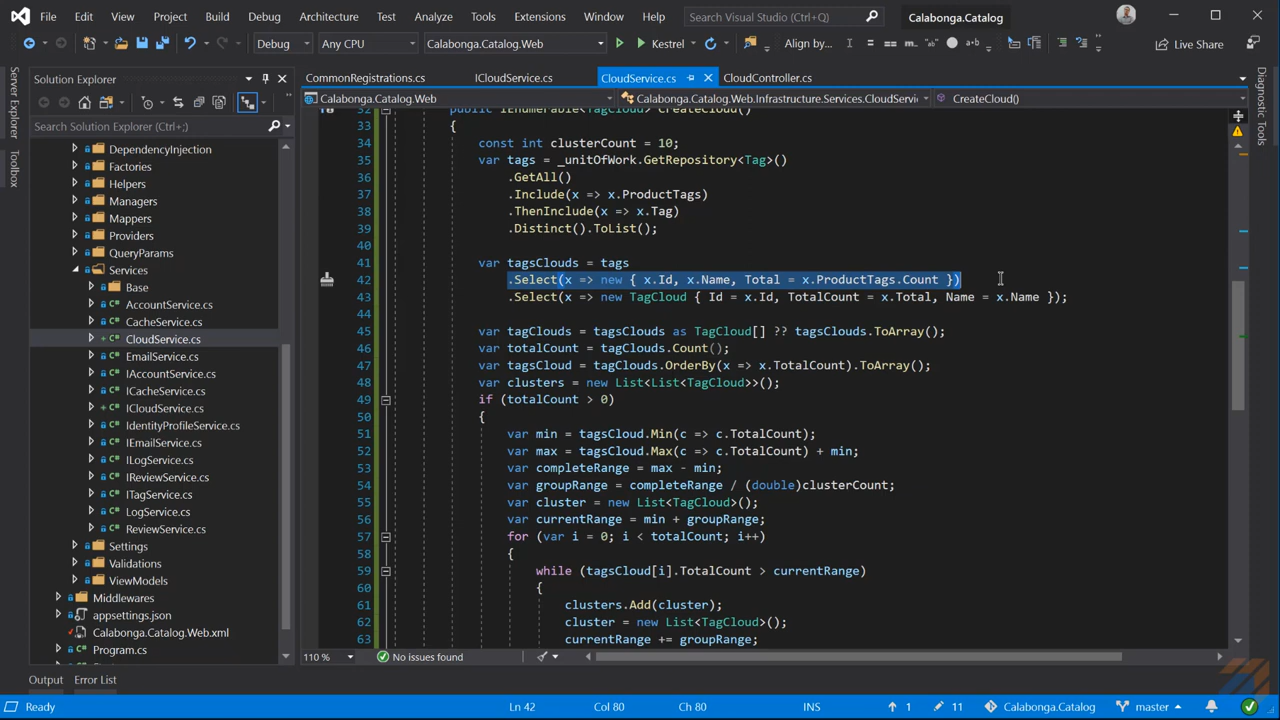 File Edit View Project Build Debug Architecture Test Analyze Tools Extensions Window Help Search Visual Studio (Ctrl+Q) Calabonga.Catalog
Debug Any CPU Calabonga.Catalog.Web Kestrel Align by... Live Share
Server Explorer
Toolbox
Solution Explorer
Search Solution Explorer (Ctrl+;)
DependencyInjection
Factories
Helpers
Managers
Mappers
Providers
QueryParams
Services
Base
AccountService.cs
CacheService.cs
CloudService.cs
EmailService.cs
IAccountService.cs
ICacheService.cs
ICloudService.cs
IdentityProfileService.cs
IEmailService.cs
ILogService.cs
IReviewService.cs
ITagService.cs
LogService.cs
ReviewService.cs
Settings
Validations
ViewModels
Middlewares
appsettings.json
Calabonga.Catalog.Web.xml
Program.cs
CommonRegistrations.cs ICloudService.cs CloudService.cs CloudController.cs
Calabonga.Catalog.Web Calabonga.Catalog.Web.Infrastructure.Services.CloudServi CreateCloud()
32 public IEnumerable<TagCloud> CreateCloud()
33 {
34 const int clusterCount = 10;
35 var tags = _unitOfWork.GetRepository<Tag>()
36 .GetAll()
37 .Include(x => x.ProductTags)
38 .ThenInclude(x => x.Tag)
39 .Distinct().ToList();
40
41 var tagsClouds = tags
42 .Select(x => new { x.Id, x.Name, Total = x.ProductTags.Count })
43 .Select(x => new TagCloud { Id = x.Id, TotalCount = x.Total, Name = x.Name });
44
45 var tagClouds = tagsClouds as TagCloud[] ?? tagsClouds.ToArray();
46 var totalCount = tagClouds.Count();
47 var tagsCloud = tagClouds.OrderBy(x => x.TotalCount).ToArray();
48 var clusters = new List<List<TagCloud>>();
49 if (totalCount > 0)
50 {
51 var min = tagsCloud.Min(c => c.TotalCount);
52 var max = tagsCloud.Max(c => c.TotalCount) + min;
53 var completeRange = max - min;
54 var groupRange = completeRange / (double)clusterCount;
55 var cluster = new List<TagCloud>();
56 var currentRange = min + groupRange;
57 for (var i = 0; i < totalCount; i++)
58 {
59 while (tagsCloud[i].TotalCount > currentRange)
60 {
61 clusters.Add(cluster);
62 cluster = new List<TagCloud>();
63 currentRange += groupRange;
110 % No issues found
Diagnostic Tools
Output Error List
Ready Ln 42 Col 80 Ch 80 INS 1 11 Calabonga.Catalog master